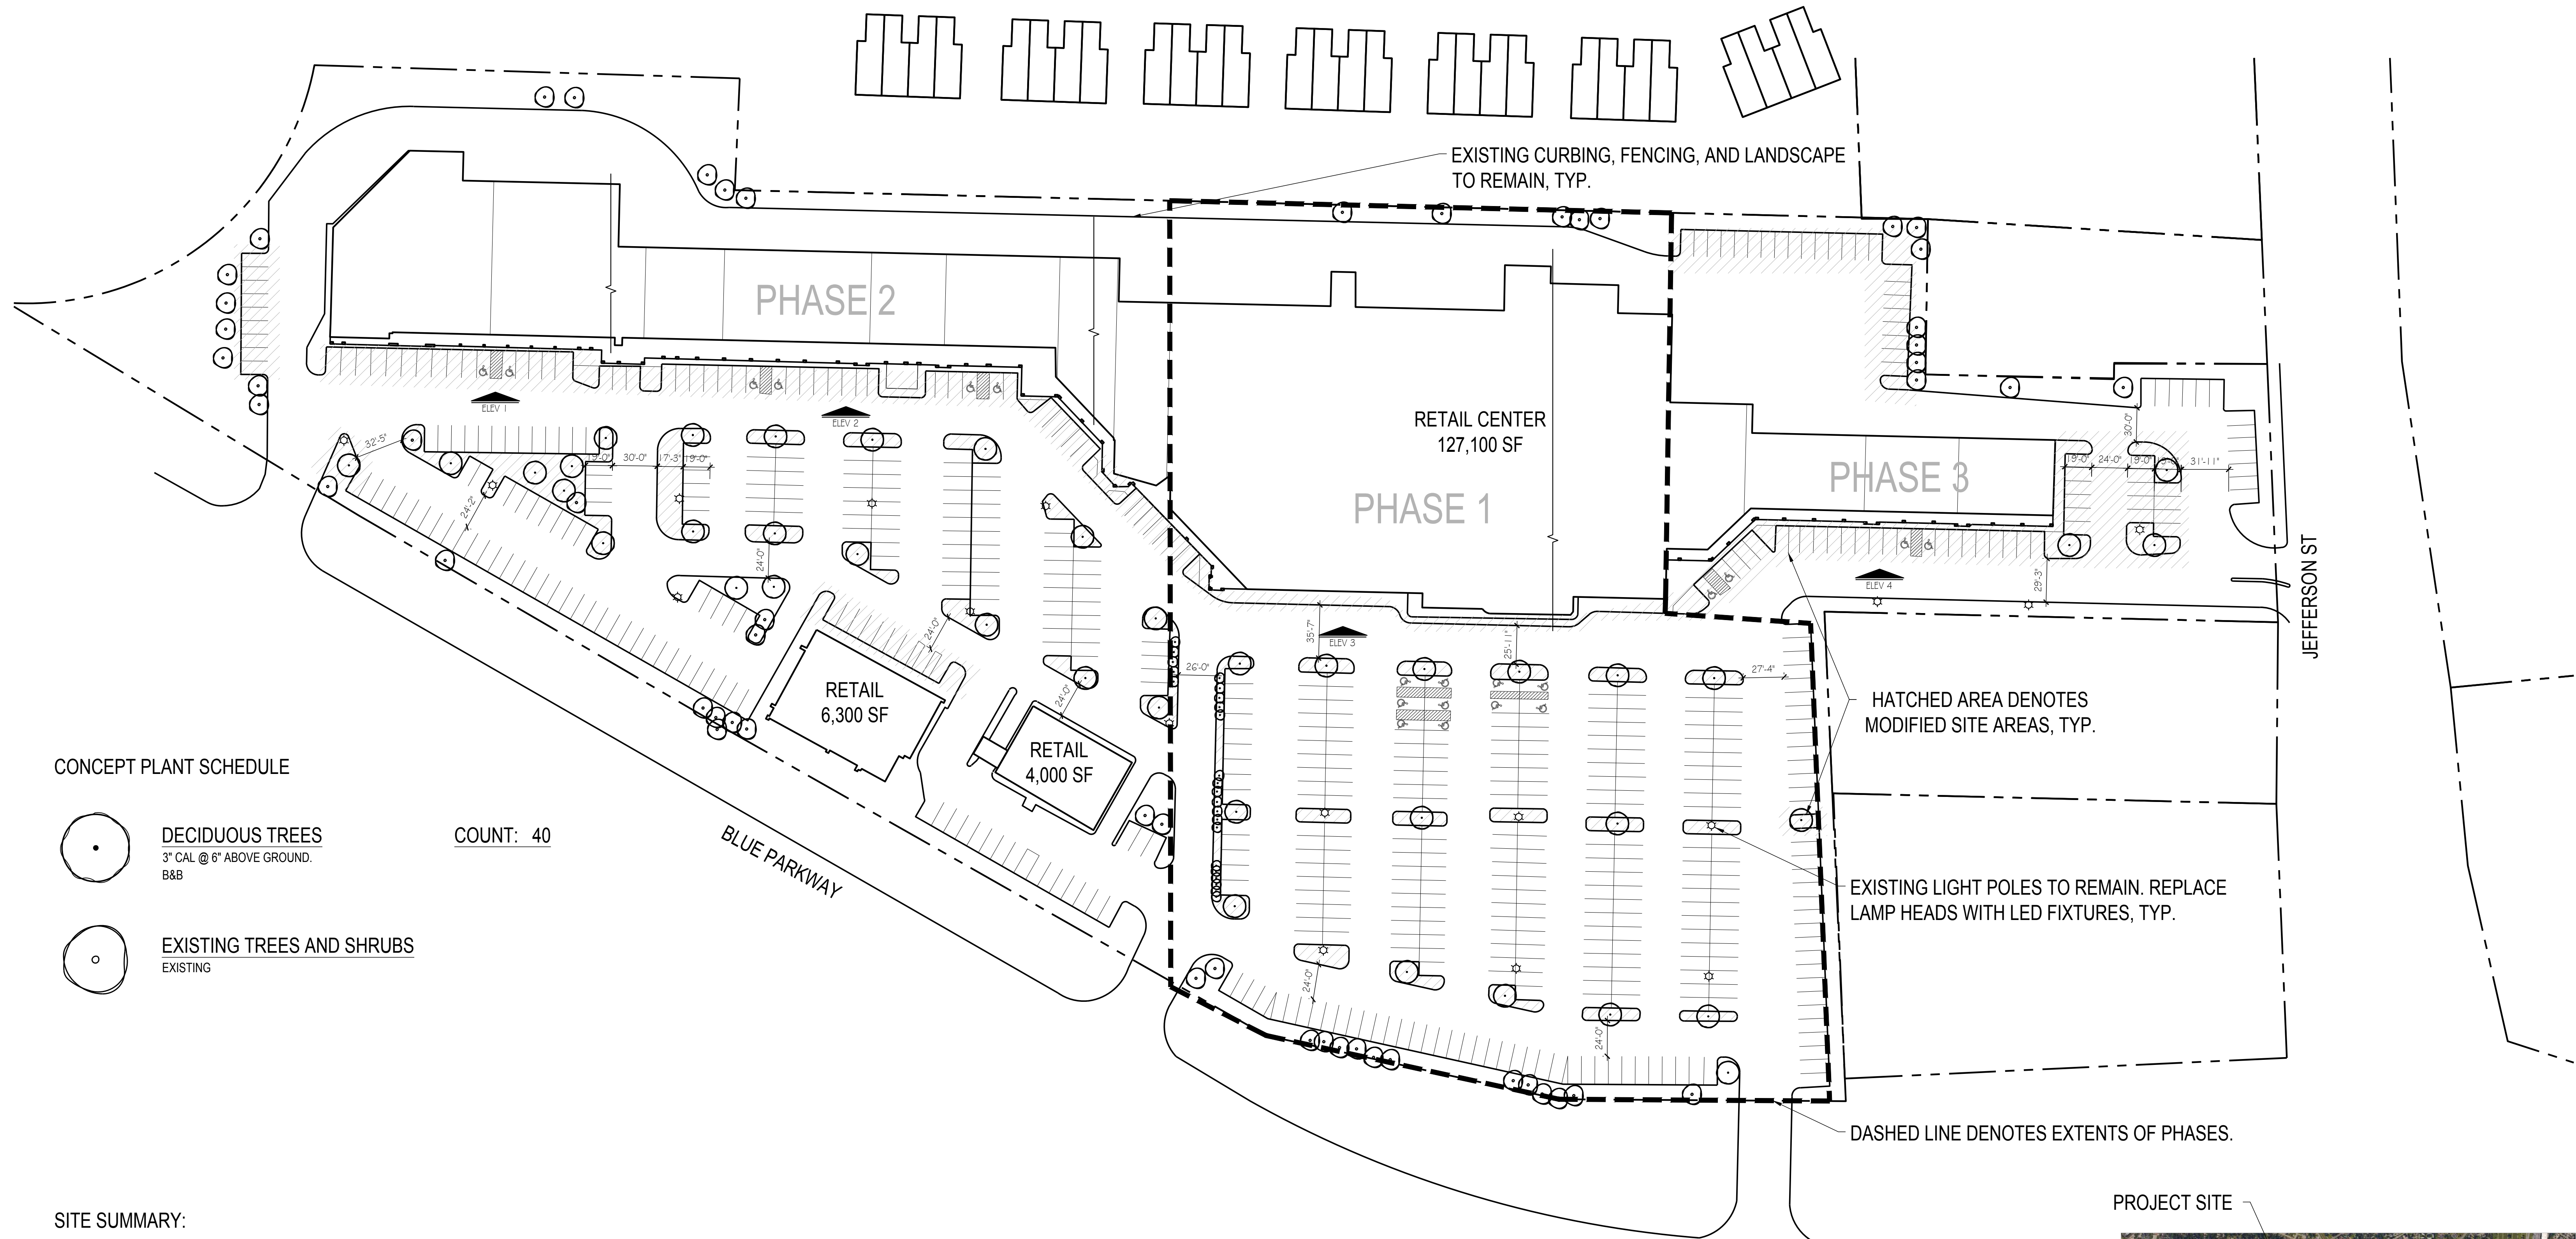 EXISTING CURBING, FENCING, AND LANDSCAPE
TO REMAIN, TYP.
PHASE 2
ELEV 1
ELEV 2
RETAIL CENTER
127,100 SF
PHASE 1
PHASE 3
30'-0"
32'-5"
19'-0"
30'-0"
17'-3"
19'-0"
24'-2"
24'-0"
24'-0"
24'-0"
19'-0"
24'-0"
19'-0"
31'-11"
29'-3"
ELEV 4
JEFFERSON ST
35'-7"
ELEV 3
25'-11"
26'-0"
27'-4"
HATCHED AREA DENOTES
MODIFIED SITE AREAS, TYP.
RETAIL
6,300 SF
RETAIL
4,000 SF
BLUE PARKWAY
CONCEPT PLANT SCHEDULE
DECIDUOUS TREES
COUNT: 40
3" CAL @ 6" ABOVE GROUND.
B&B
EXISTING TREES AND SHRUBS
EXISTING
EXISTING LIGHT POLES TO REMAIN. REPLACE
LAMP HEADS WITH LED FIXTURES, TYP.
24'-0"
24'-0"
DASHED LINE DENOTES EXTENTS OF PHASES.
PROJECT SITE
SITE SUMMARY: